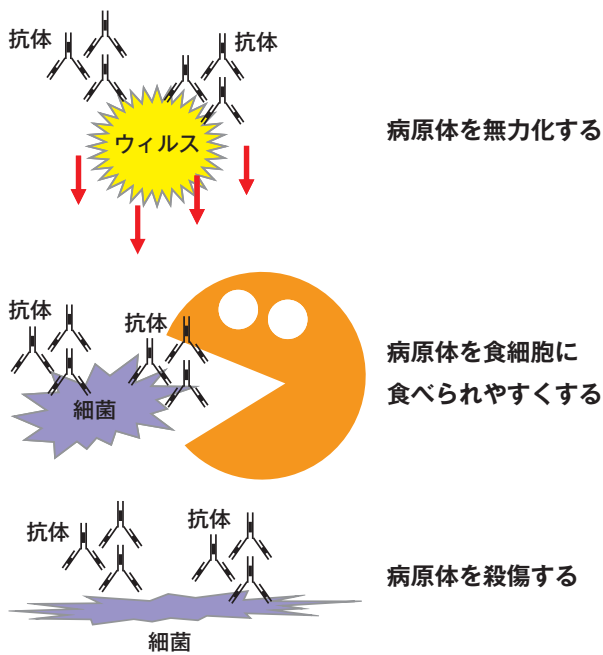 抗体
抗体
ウィルス
病原体を無力化する
抗体
抗体
細菌
病原体を食細胞に
食べられやすくする
抗体
抗体
細菌
病原体を殺傷する